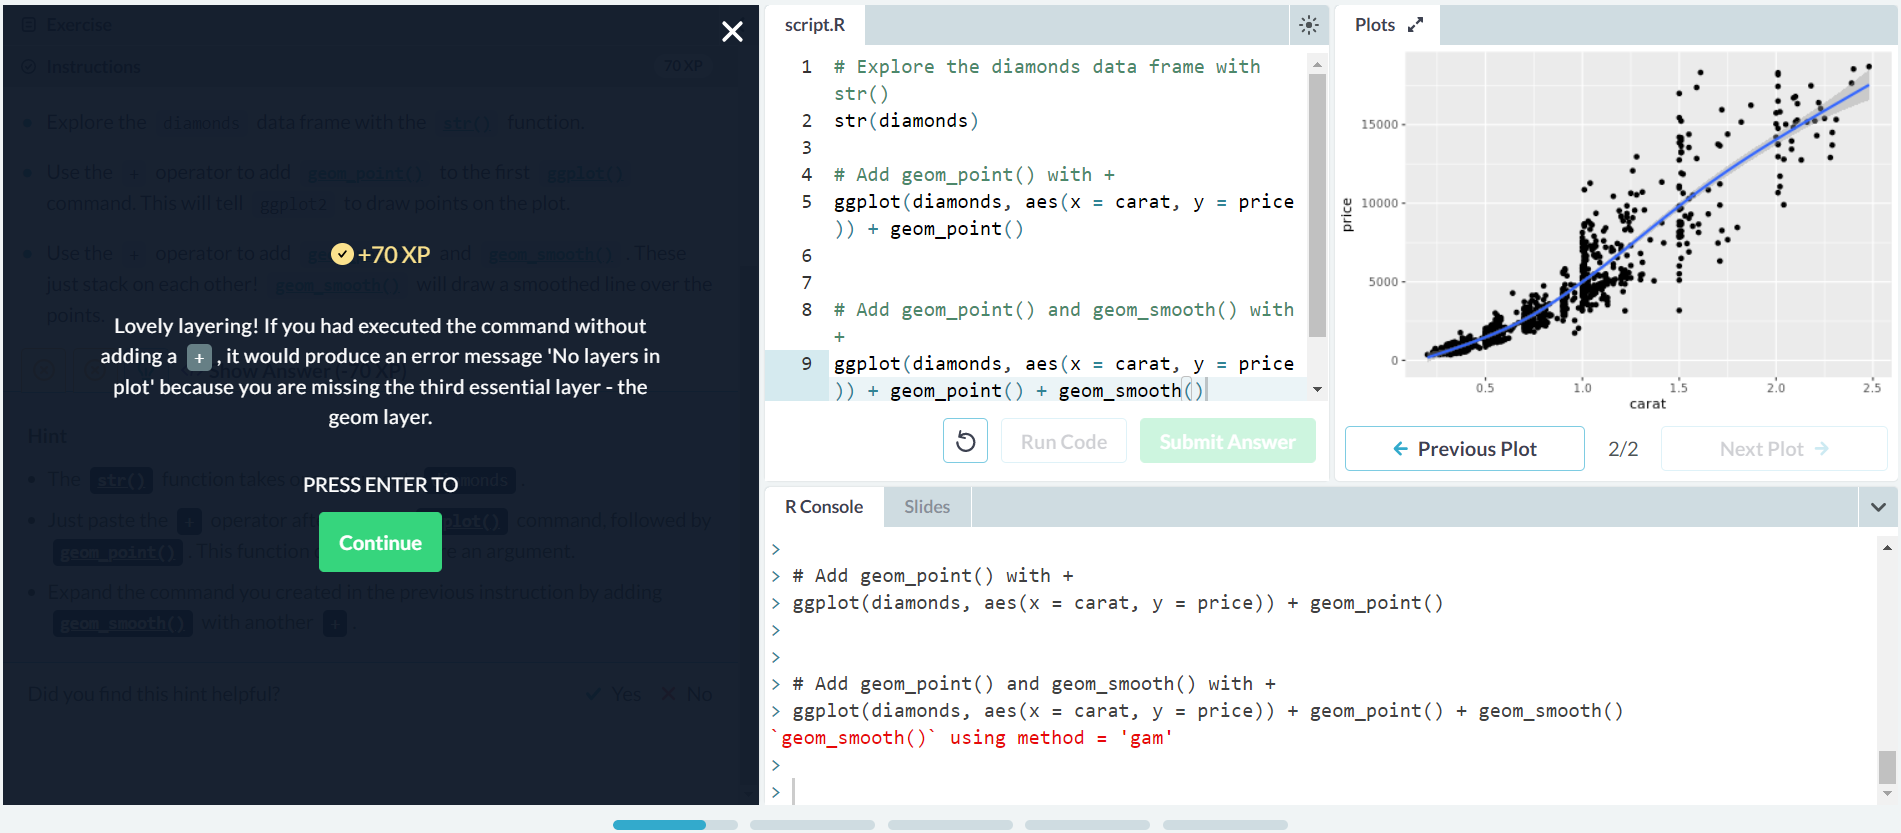 Exercise
Instructions
70 XP
Explore the diamonds data frame with the str() function.
Use the + operator to add geom_point() to the first ggplot()
command. This will tell ggplot2 to draw points on the plot.
Use the + operator to add and geom_smooth(). These
just stack on each other! geom_smooth() will draw a smoothed line over the
points.
+70 XP
Lovely layering! If you had executed the command without
adding a + , it would produce an error message 'No layers in
plot' because you are missing the third essential layer - the
geom layer.
Show Answer (-70 XP)
Hint
The str() function takes
PRESS ENTER TO
Just paste the + operator command, followed by
geom_point() . This function an argument.
Continue
Expand the command you created in the previous instruction by adding
geom_smooth() with another + .
Did you find this hint helpful?
Yes
No
script.R
1 # Explore the diamonds data frame with
str()
2 str(diamonds)
3
4 # Add geom_point() with +
5 ggplot(diamonds, aes(x = carat, y = price
)) + geom_point()
6
7
8 # Add geom_point() and geom_smooth() with
+
9 ggplot(diamonds, aes(x = carat, y = price
)) + geom_point() + geom_smooth()
Run Code
Submit Answer
Plots
price
15000
10000
5000
0
0.5 1.0 1.5 2.0 2.5
carat
Previous Plot
2/2
Next Plot
R Console
Slides
>
> # Add geom_point() with +
> ggplot(diamonds, aes(x = carat, y = price)) + geom_point()
>
>
> # Add geom_point() and geom_smooth() with +
> ggplot(diamonds, aes(x = carat, y = price)) + geom_point() + geom_smooth()
`geom_smooth()` using method = 'gam'
>
>